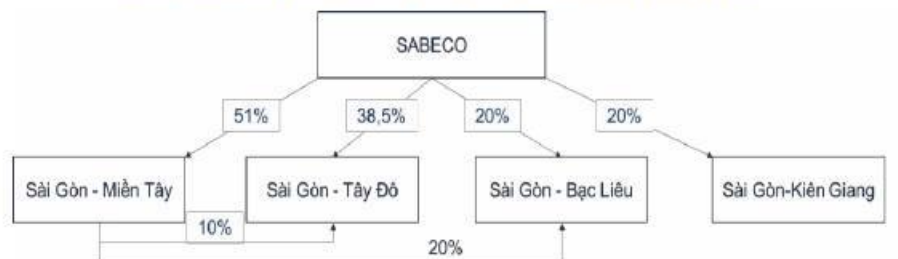 SABECO
51%
38,5%
20%
20%
Sài Gòn - Miền Tây
Sài Gòn - Tây Đô
Sài Gòn - Bạc Liêu
Sài Gòn-Kiên Giang
10%
20%